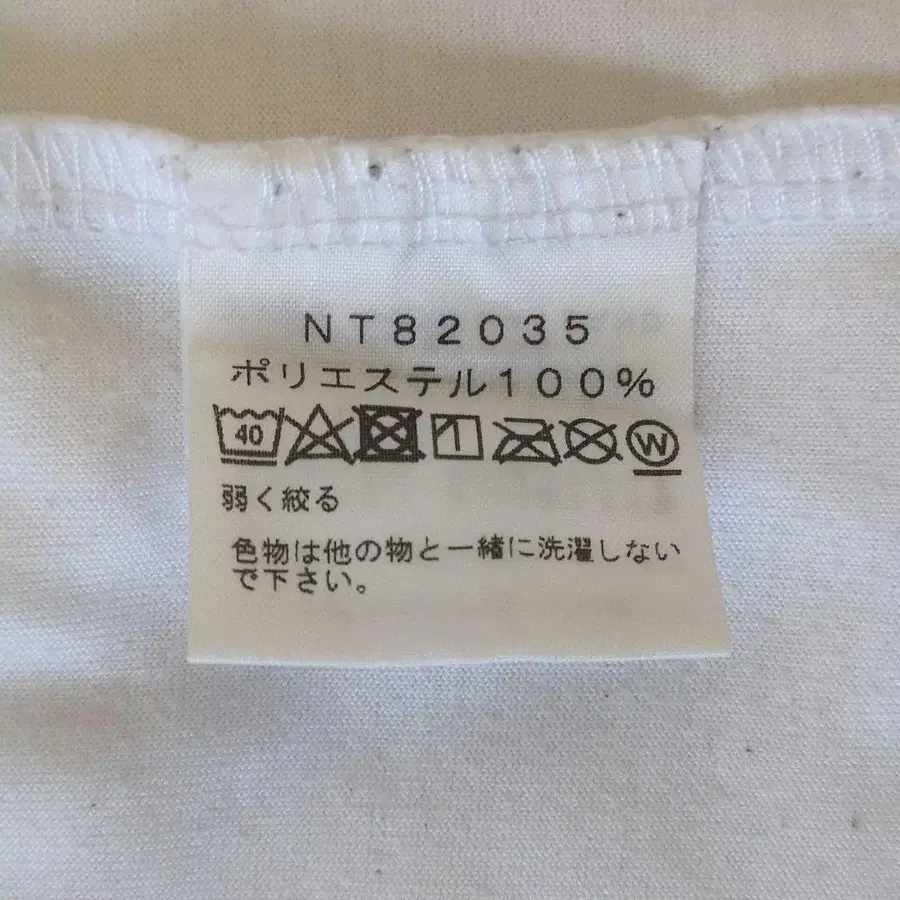 NT82035
ポリエステル100%
40 W
弱く絞る
色物は他の物と一緒に洗濯しない
で下さい。